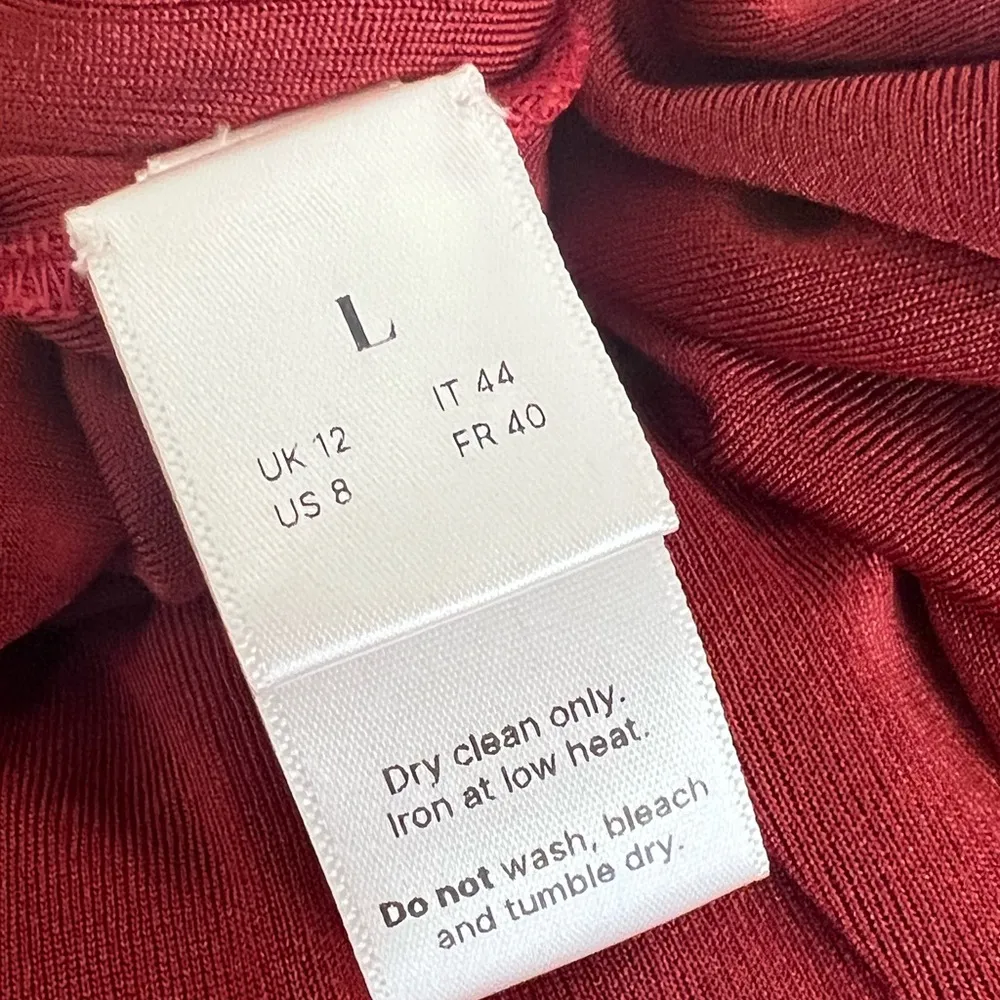 L
UK 12 IT 44
US 8 FR 40
Dry clean only.
Iron at low heat.
Do not wash, bleach
and tumble dry.